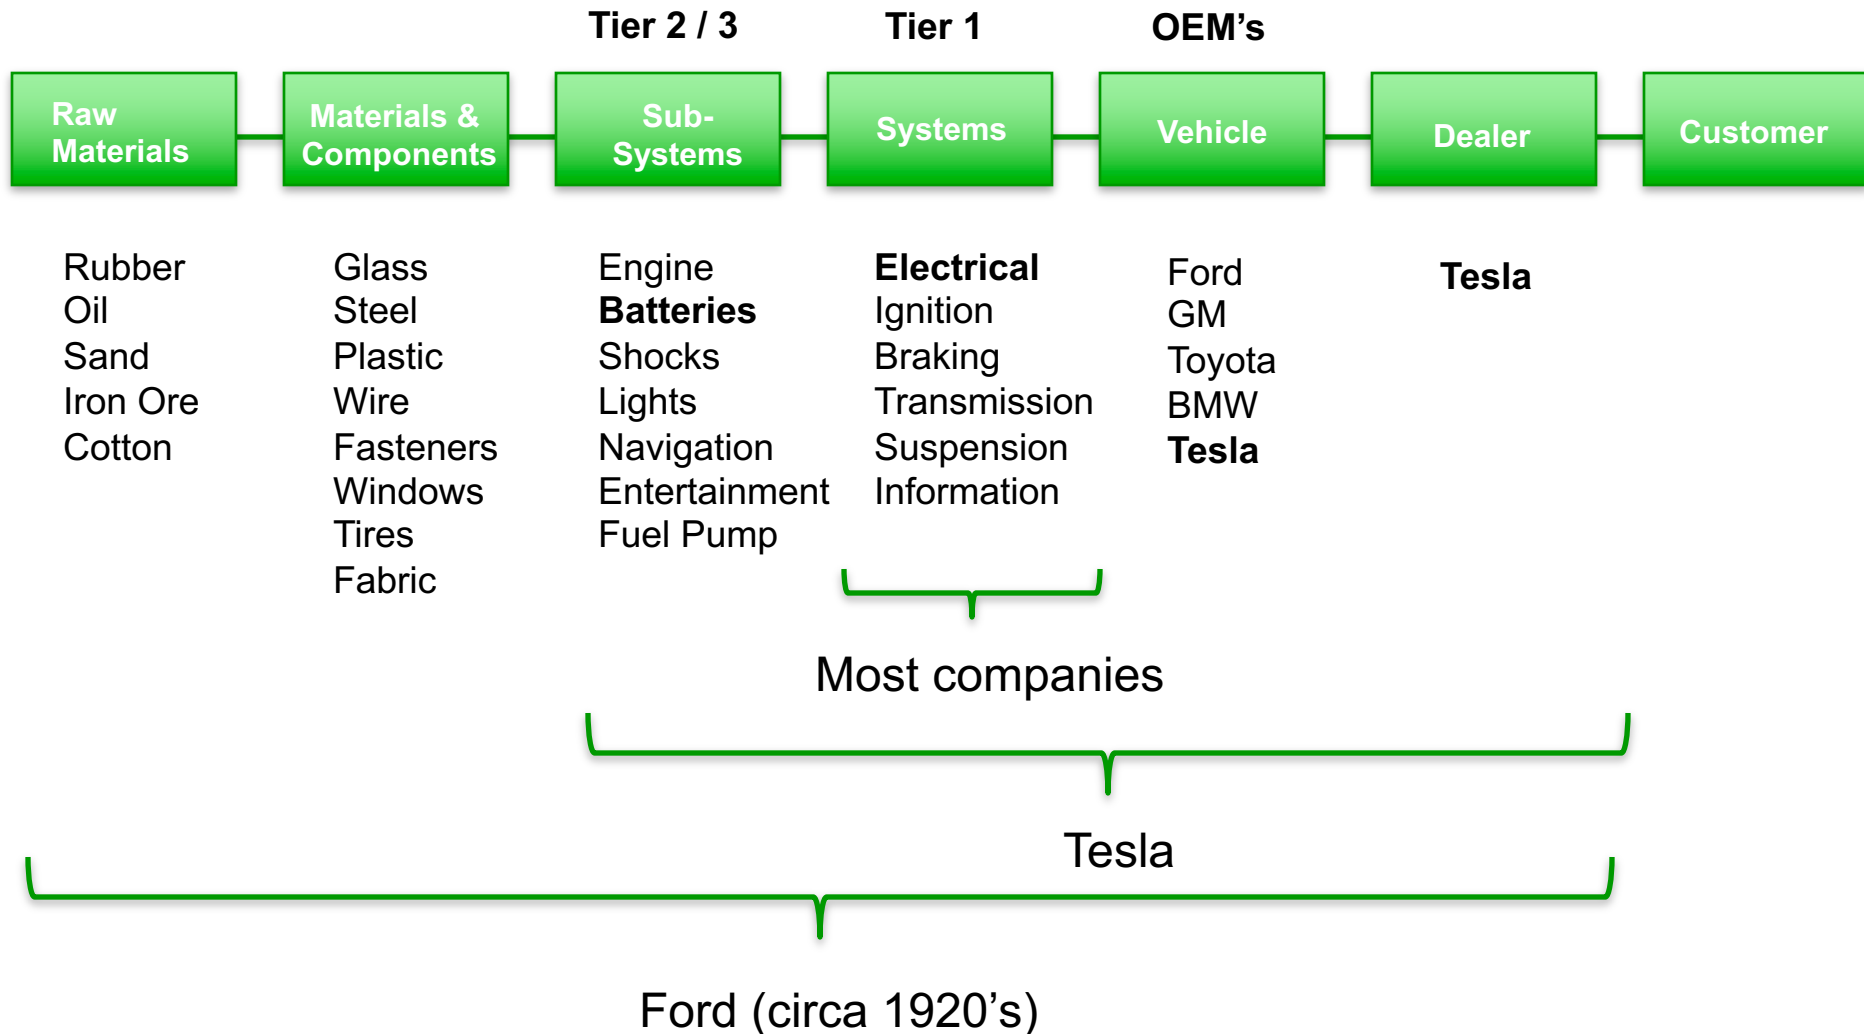 Tier 2 / 3
Tier 1
OEM’s
Raw
Materials
Materials &
Components
Sub-
Systems
Systems
Vehicle
Dealer
Customer
Rubber
Oil
Sand
Iron Ore
Cotton
Glass
Steel
Plastic
Wire
Fasteners
Windows
Tires
Fabric
Engine
Batteries
Shocks
Lights
Navigation
Entertainment
Fuel Pump
Electrical
Ignition
Braking
Transmission
Suspension
Information
Ford
GM
Toyota
BMW
Tesla
Tesla
Most companies
Tesla
Ford (circa 1920’s)